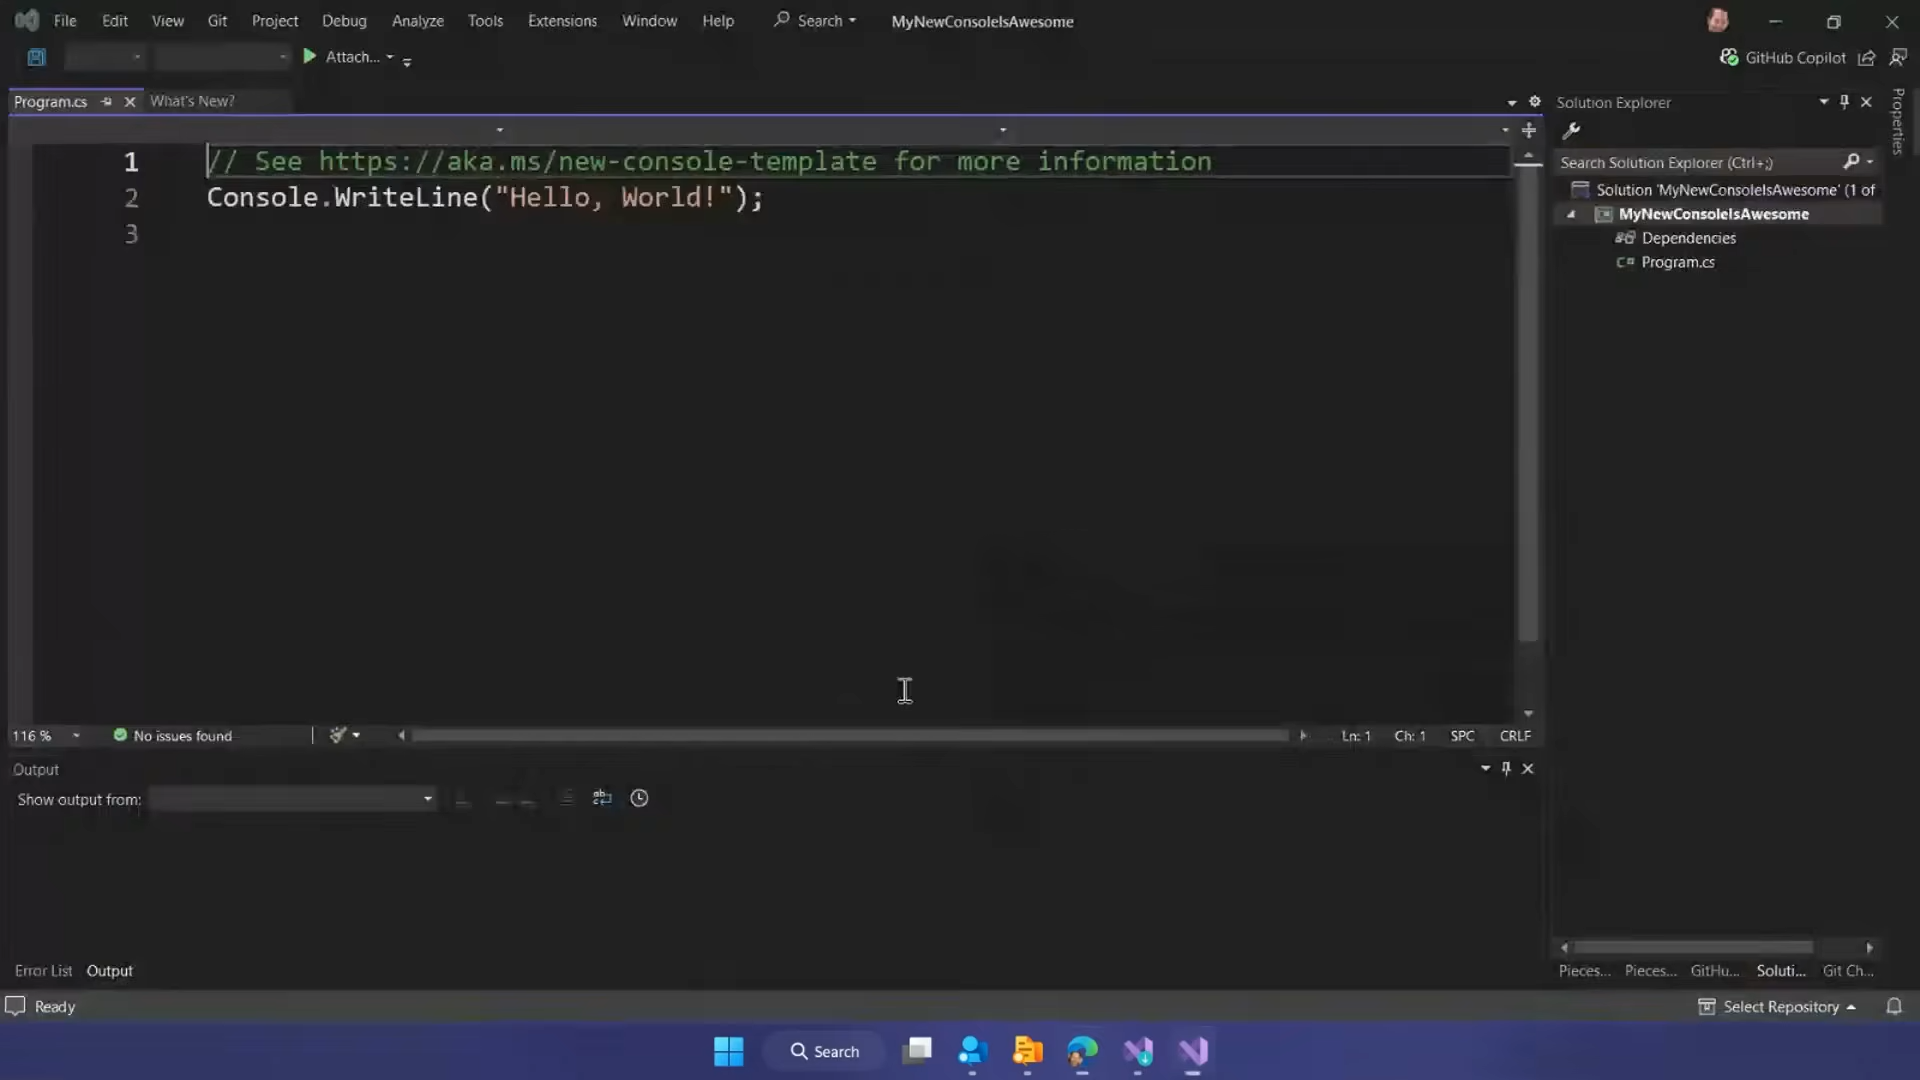 File Edit View Git Project Debug Analyze Tools Extensions Window Help Search MyNewConsoleIsAwesome
Attach... GitHub Copilot
Program.cs What's New?
Solution Explorer
Properties
1 // See https://aka.ms/new-console-template for more information
2 Console.WriteLine("Hello, World!");
3
Search Solution Explorer (Ctrl+;)
Solution 'MyNewConsoleIsAwesome' (1 of
MyNewConsoleIsAwesome
Dependencies
C# Program.cs
116 % No issues found Ln: 1 Ch: 1 SPC CRLF
Output
Show output from:
Error List Output
Pieces... Pieces... GitHu... Soluti... Git Ch...
Ready Select Repository
Search